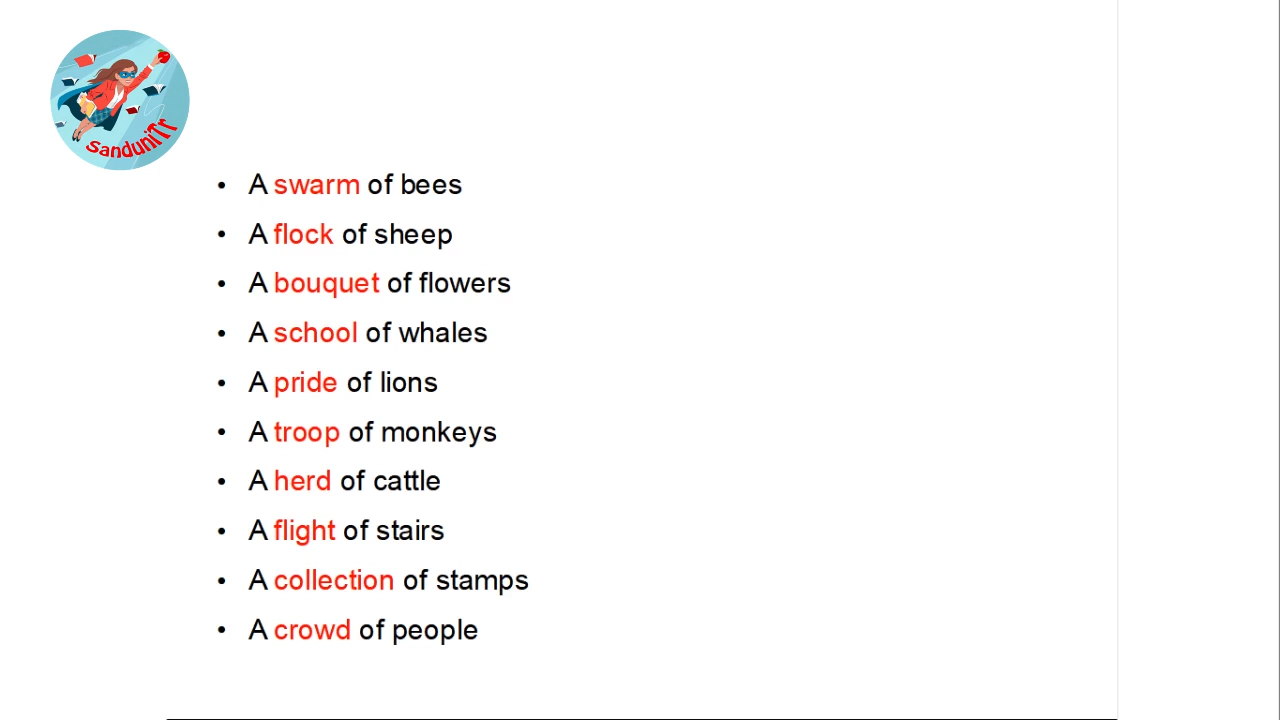 sanduniTr
• A swarm of bees
• A flock of sheep
• A bouquet of flowers
• A school of whales
• A pride of lions
• A troop of monkeys
• A herd of cattle
• A flight of stairs
• A collection of stamps
• A crowd of people